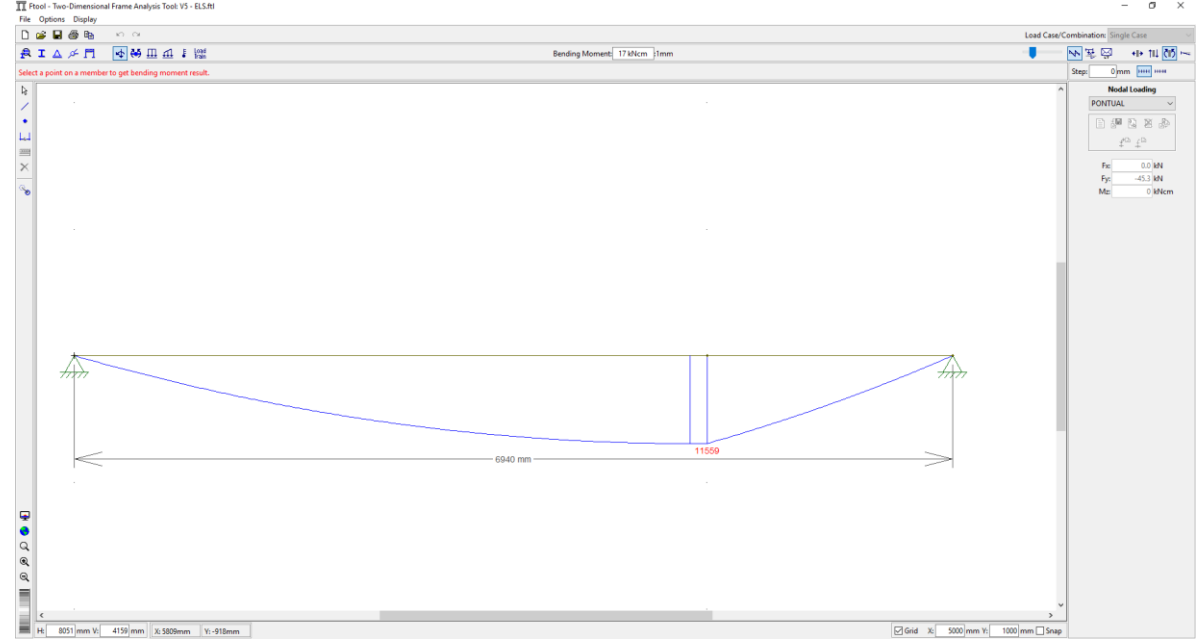 Ftool - Two-Dimensional Frame Analysis Tool: V5 - ELS.ftl
File Options Display
Load Case/Combination: Single Case
Load Train
Bending Moment: 17 kNcm :1mm
Select a point on a member to get bending moment result.
Step: 0 mm
Nodal Loading
PONTUAL
Fx: 0.0 kN
Fy: -45.3 kN
Mz: 0 kNcm
11559
6940 mm
H: 8051 mm V: 4159 mm X: 5809mm Y: -918mm
Grid X: 5000 mm Y: 1000 mm Snap